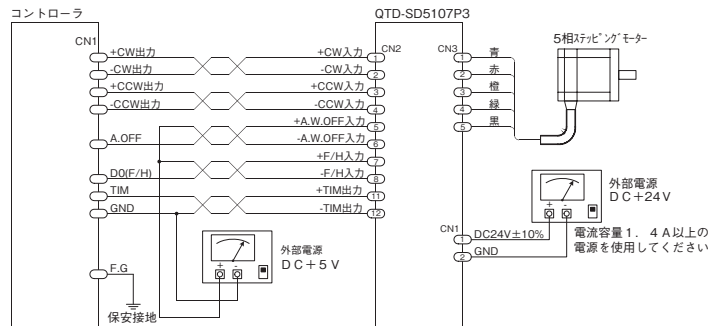 コントローラ
QTD-SD5107P3
CN1
+CW出力
-CW出力
+CCW出力
-CCW出力
A.OFF
D0(F/H)
TIM
GND
F.G
保安接地
+CW入力
-CW入力
+CCW入力
-CCW入力
+A.W.OFF入力
-A.W.OFF入力
+F/H入力
-F/H入力
+TIM出力
-TIM出力
CN2
1
2
3
4
5
6
7
8
11
12
外部電源
DC+5V
+ -
CN3
1 青
2 赤
3 橙
4 緑
5 黒
5相ステッピングモーター
外部電源
DC+24V
+ -
電流容量1.4A以上の
電源を使用してください
CN1
1 DC24V±10%
2 GND